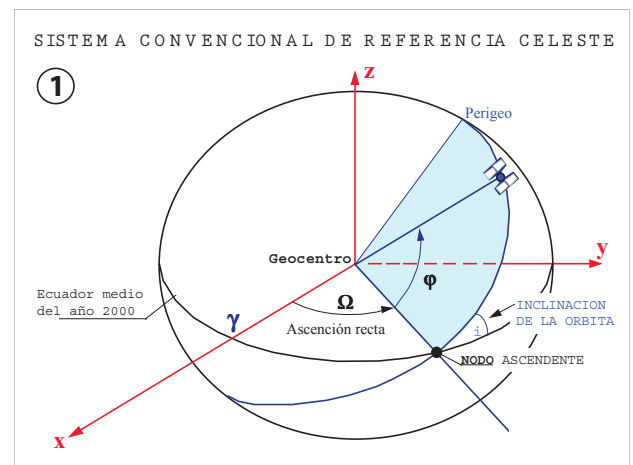 SISTEMA CONVENCIONAL DE REFERENCIA CELESTE
1
z
Perigeo
y
Geocentro
φ
Ω
Ecuador medio
del año 2000
γ
Ascención recta
INCLINACION
DE LA ORBITA
i
NODO ASCENDENTE
x